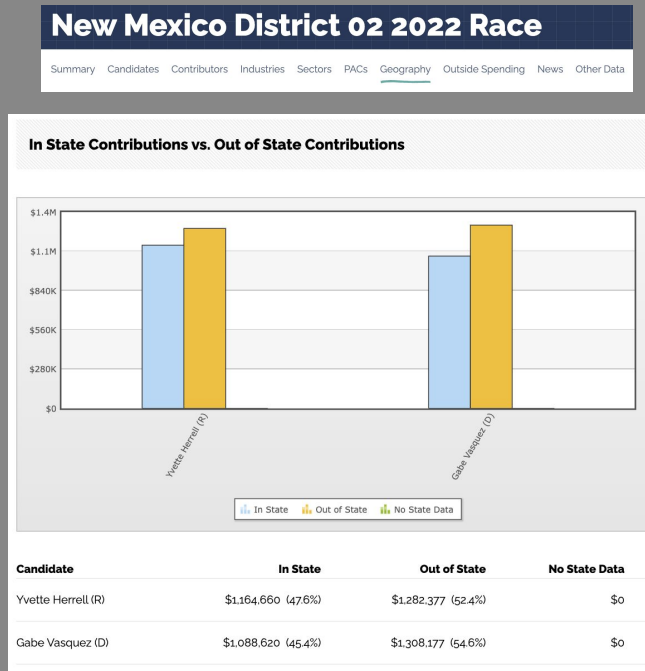 New Mexico District 02 2022 Race
Summary Candidates Contributors Industries Sectors PACs Geography Outside Spending News Other Data
In State Contributions vs. Out of State Contributions
$1.4M
$1.1M
$840K
$560K
$280K
$0
Yvette Herrell (R)
Gabe Vasquez (D)
In State Out of State No State Data
Candidate In State Out of State No State Data
Yvette Herrell (R) $1,164,660 (47.6%) $1,282,377 (52.4%) $0
Gabe Vasquez (D) $1,088,620 (45.4%) $1,308,177 (54.6%) $0